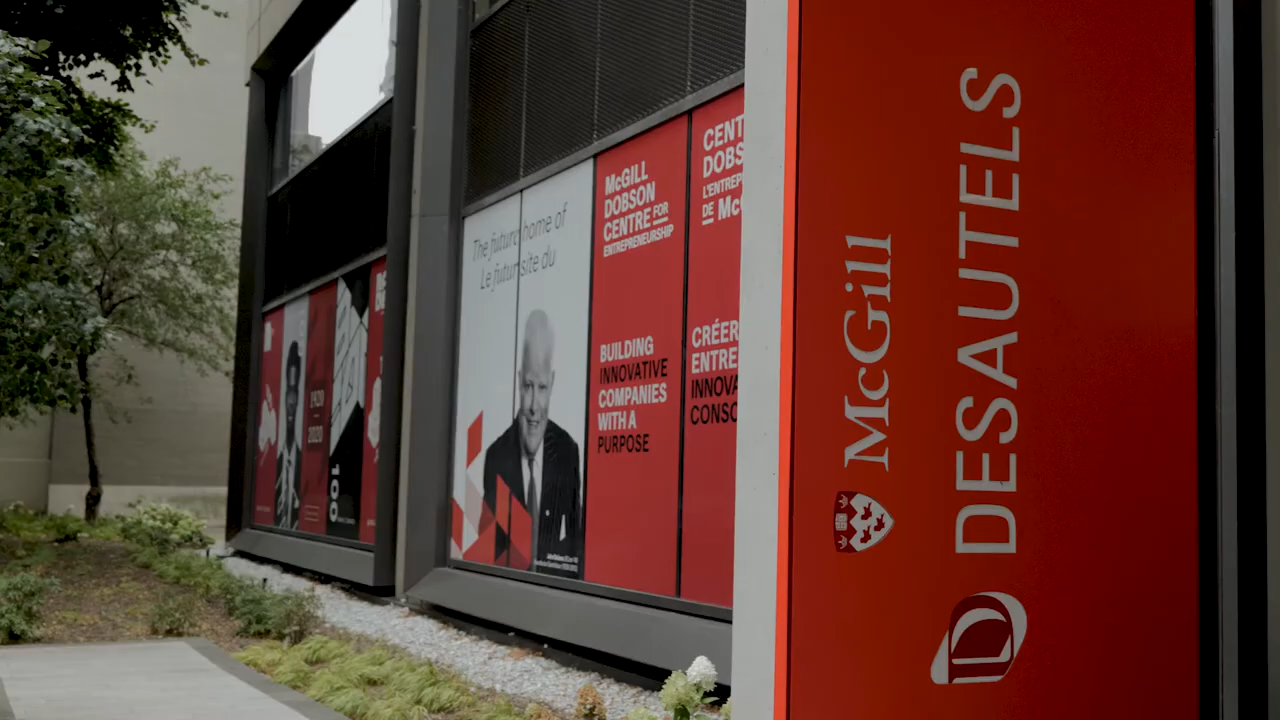 The future home of
Le futur site du
McGILL
DOBSON
CENTRE FOR
ENTREPRENEURSHIP
BUILDING
INNOVATIVE
COMPANIES
WITH A
PURPOSE
CENT
DOBS
L'ENTREP
DE McG
CRÉER
ENTRE
INNOVA
CONSC
1920
2020
100
McGill
DESAUTELS